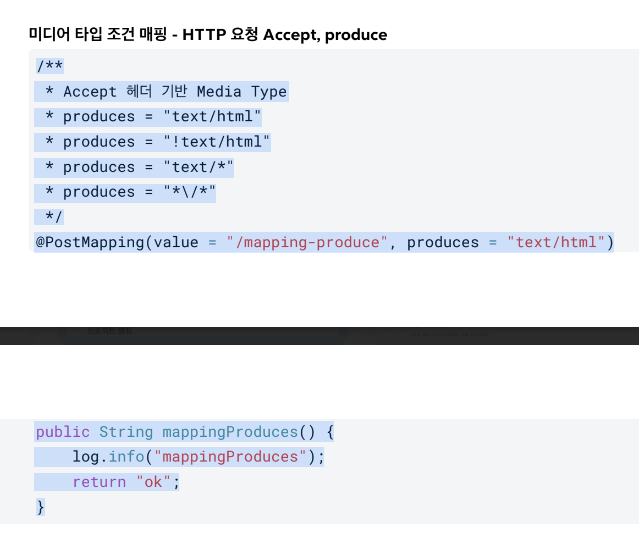 미디어 타입 조건 매핑 - HTTP 요청 Accept, produce
/**
 * Accept 헤더 기반 Media Type
 * produces = "text/html"
 * produces = "!text/html"
 * produces = "text/*"
 * produces = "*\/*"
 */
@PostMapping(value = "/mapping-produce", produces = "text/html")
public String mappingProduces() {
    log.info("mappingProduces");
    return "ok";
}